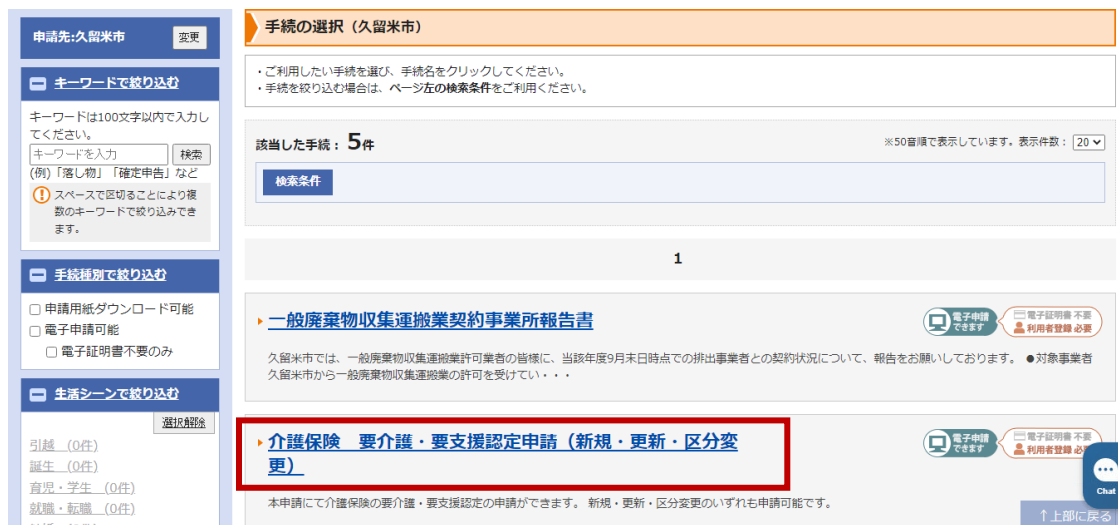 申請先:久留米市
変更
キーワードで絞り込む
キーワードは100文字以内で入力し
てください。
キーワードを入力
検索
(例)「落し物」「確定申告」など
スペースで区切ることにより複
数のキーワードで絞り込みでき
ます。
手続種別で絞り込む
申請用紙ダウンロード可能
電子申請可能
電子証明書不要のみ
生活シーンで絞り込む
選択解除
引越 (0件)
誕生 (0件)
育児・学生 (0件)
就職・転職 (0件)
手続の選択（久留米市）
・ご利用したい手続を選び、手続名をクリックしてください。
・手続を絞り込む場合は、ページ左の検索条件をご利用ください。
該当した手続： 5件
※50音順で表示しています。表示件数： 20
検索条件
1
一般廃棄物収集運搬業契約事業所報告書
電子申請
できます
電子証明書 不要
利用者登録 必要
久留米市では、一般廃棄物収集運搬業許可業者の皆様に、当該年度9月末日時点での排出事業者との契約状況について、報告をお願いしております。 ●対象事業者
久留米市から一般廃棄物収集運搬業の許可を受けてい・・・
介護保険　要介護・要支援認定申請（新規・更新・区分変
更）
電子申請
できます
電子証明書 不要
利用者登録
Chat
本申請にて介護保険の要介護・要支援認定の申請ができます。 新規・更新・区分変更のいずれも申請可能です。
↑上部に戻る